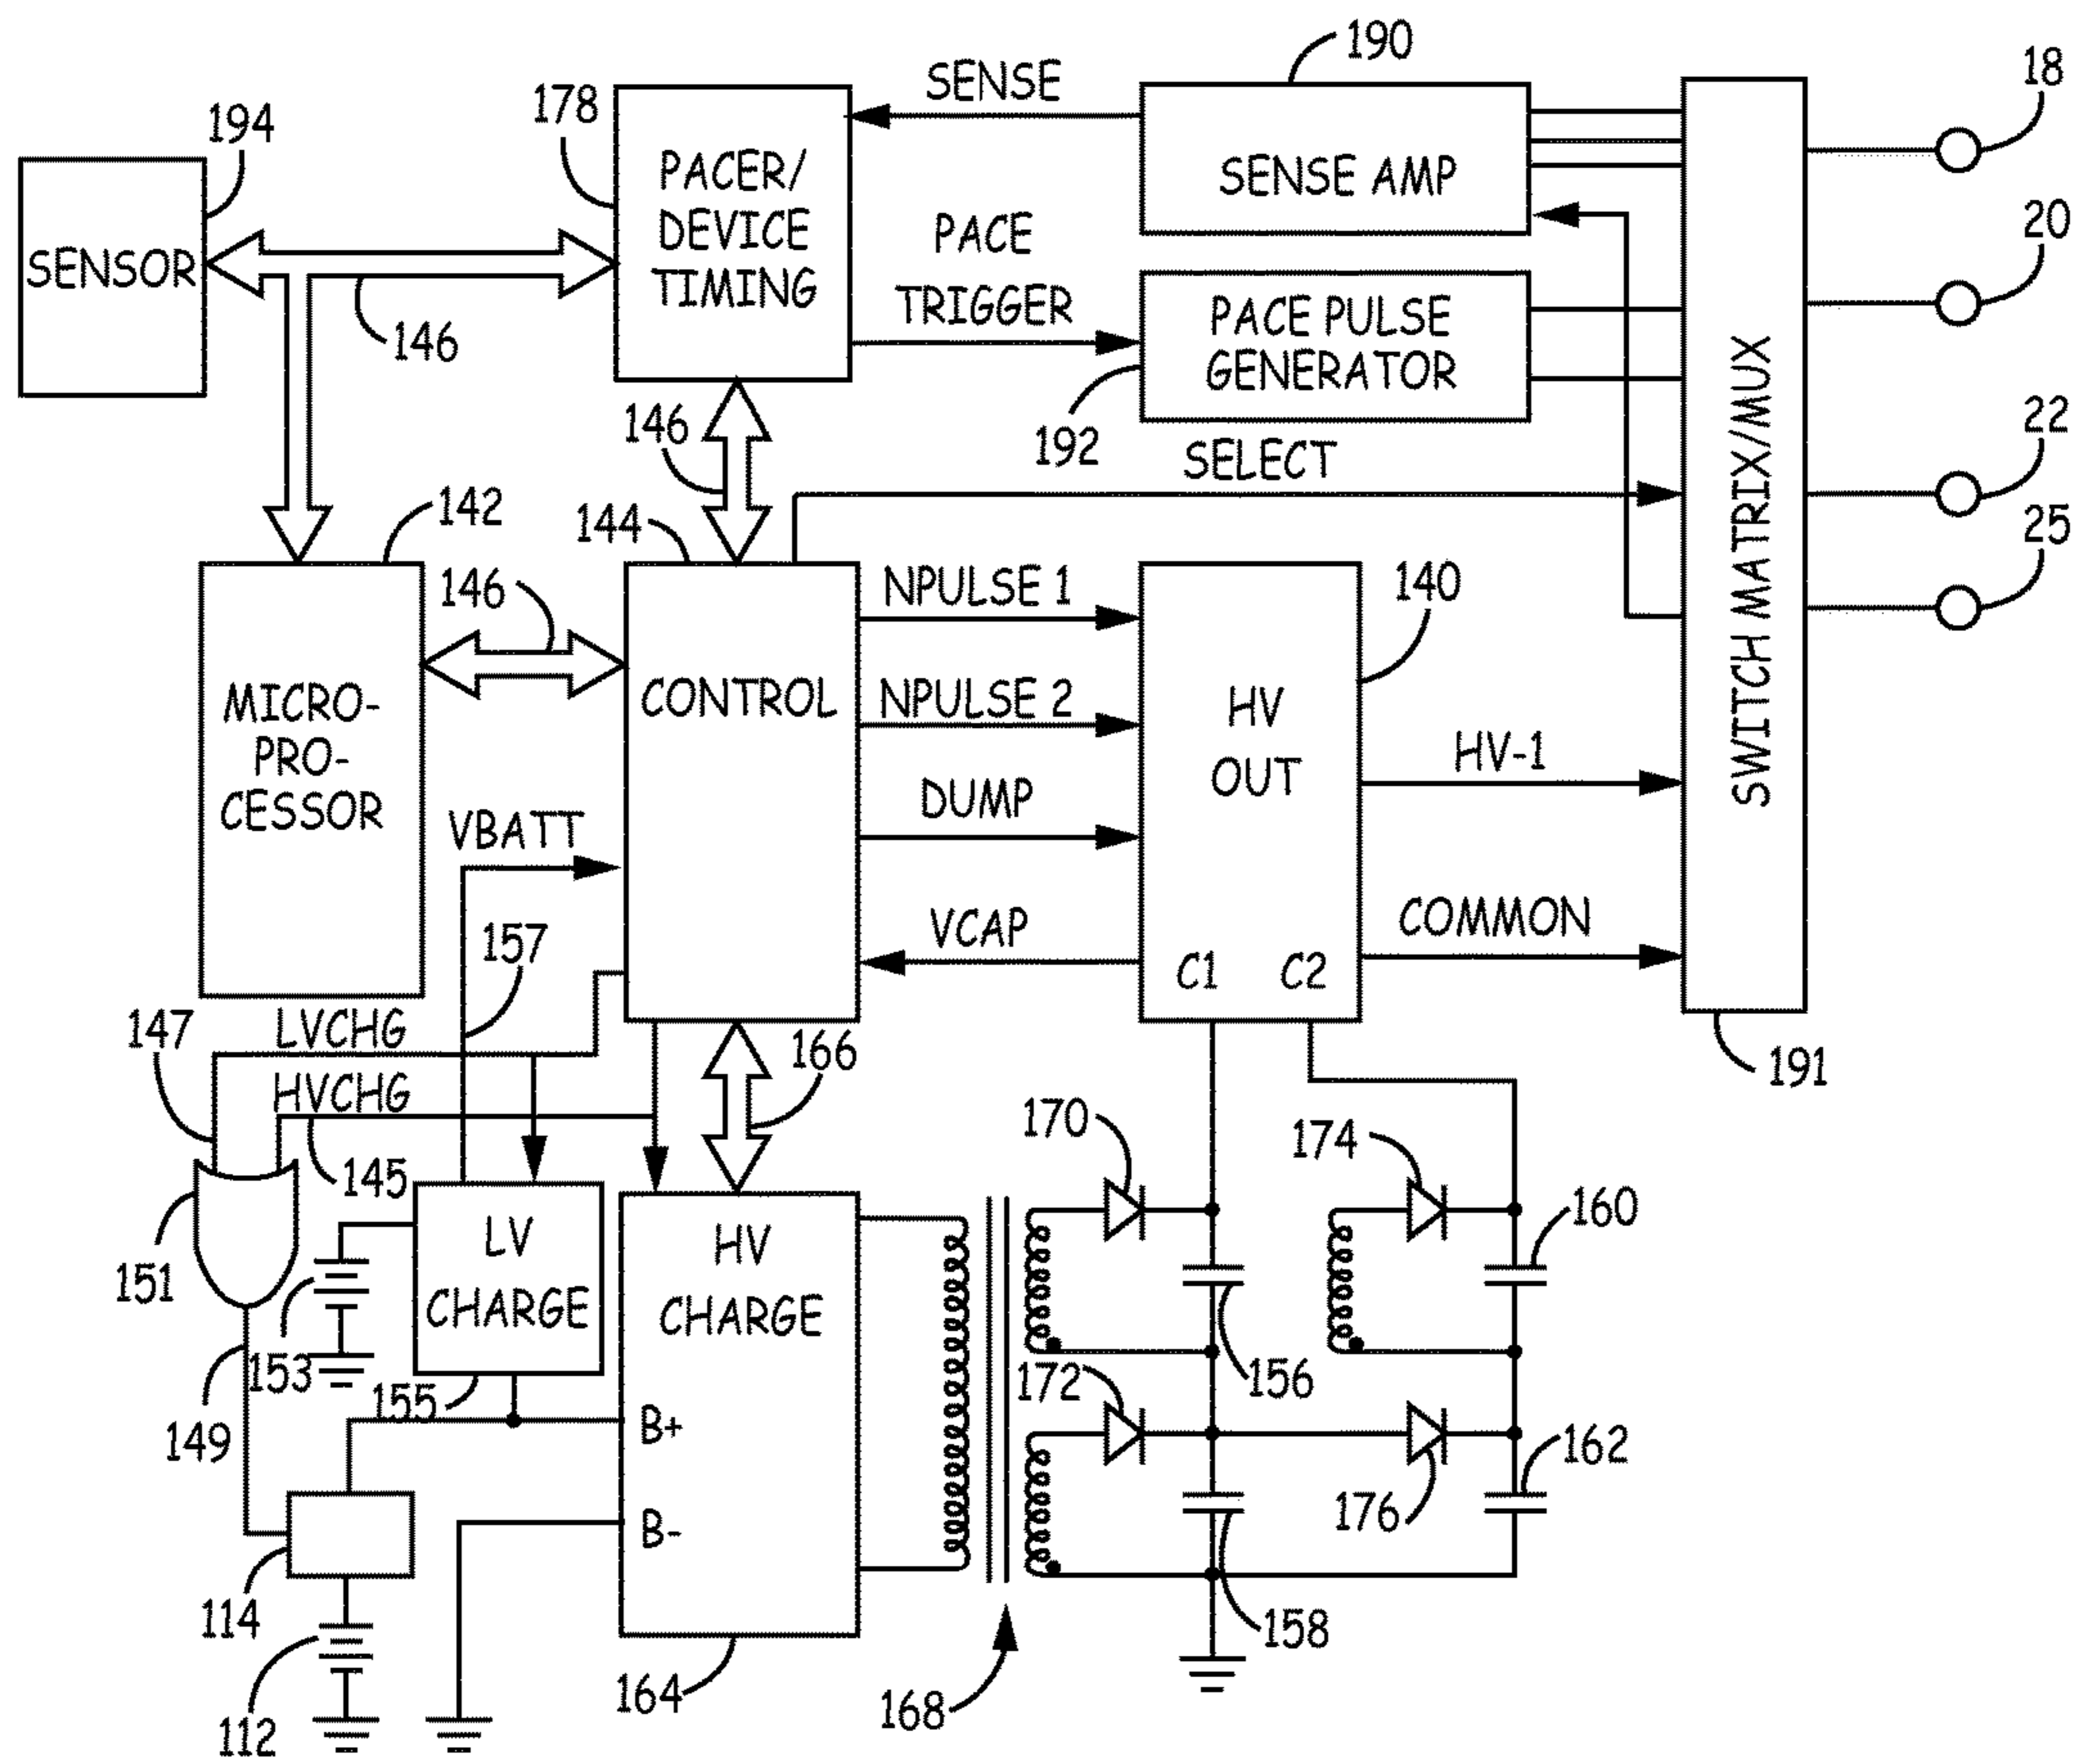 190
18
SENSE
178
194
PACER/
DEVICE
TIMING
SENSE AMP
20
SENSOR
PACE
TRIGGER
146
PACE PULSE
GENERATOR
146
192
22
SELECT
142
144
25
SWITCH MATRIX/MUX
146
NPULSE 1
140
MICRO-
PRO-
CESSOR
CONTROL
NPULSE 2
HV
OUT
HV-1
VBATT
DUMP
157
VCAP
COMMON
C1
C2
147
LVCHG
166
191
HVCHG
170
174
145
160
151
LV
CHARGE
HV
CHARGE
153
155
172
156
149
B+
162
176
B-
114
158
164
168
112